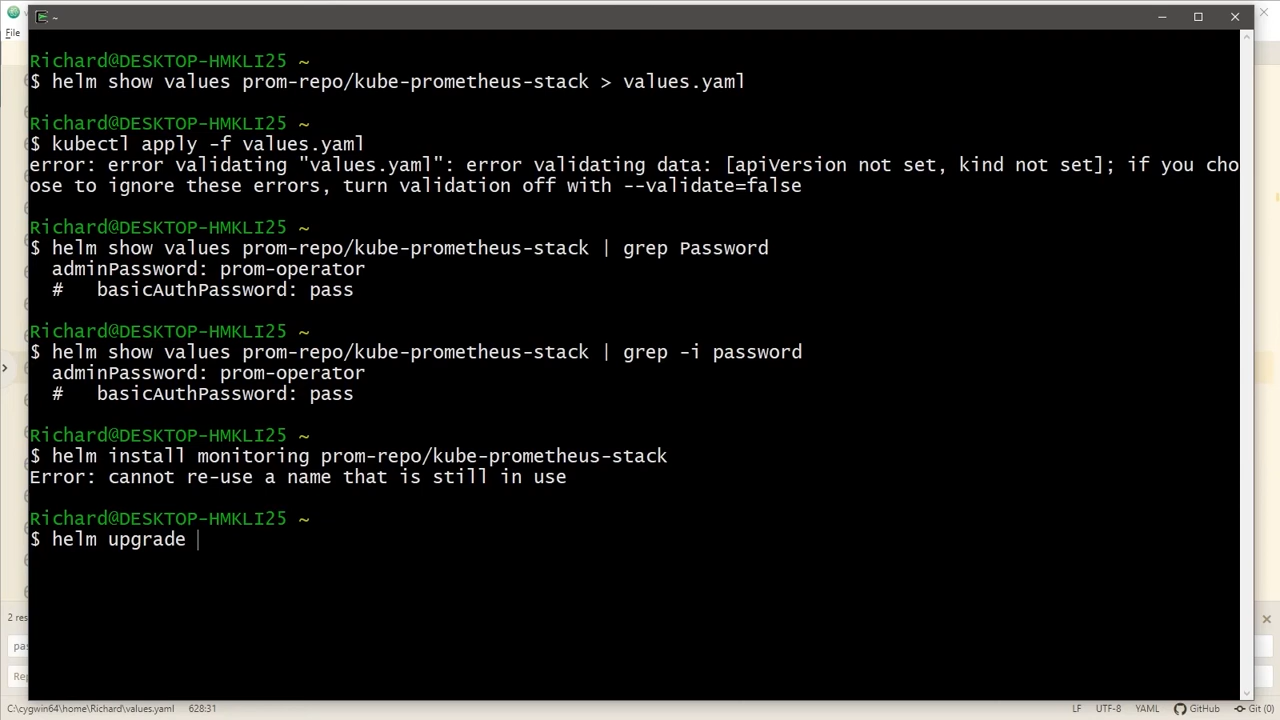 ~
File
Richard@DESKTOP-HMKLI25 ~
$ helm show values prom-repo/kube-prometheus-stack > values.yaml
Richard@DESKTOP-HMKLI25 ~
$ kubectl apply -f values.yaml
error: error validating "values.yaml": error validating data: [apiVersion not set, kind not set]; if you cho
ose to ignore these errors, turn validation off with --validate=false
Richard@DESKTOP-HMKLI25 ~
$ helm show values prom-repo/kube-prometheus-stack | grep Password
  adminPassword: prom-operator
  #   basicAuthPassword: pass
Richard@DESKTOP-HMKLI25 ~
$ helm show values prom-repo/kube-prometheus-stack | grep -i password
  adminPassword: prom-operator
  #   basicAuthPassword: pass
Richard@DESKTOP-HMKLI25 ~
$ helm install monitoring prom-repo/kube-prometheus-stack
Error: cannot re-use a name that is still in use
Richard@DESKTOP-HMKLI25 ~
$ helm upgrade
2 res
pas
Rep
C:\cygwin64\home\Richard\values.yaml 628:31 LF UTF-8 YAML GitHub Git (0)